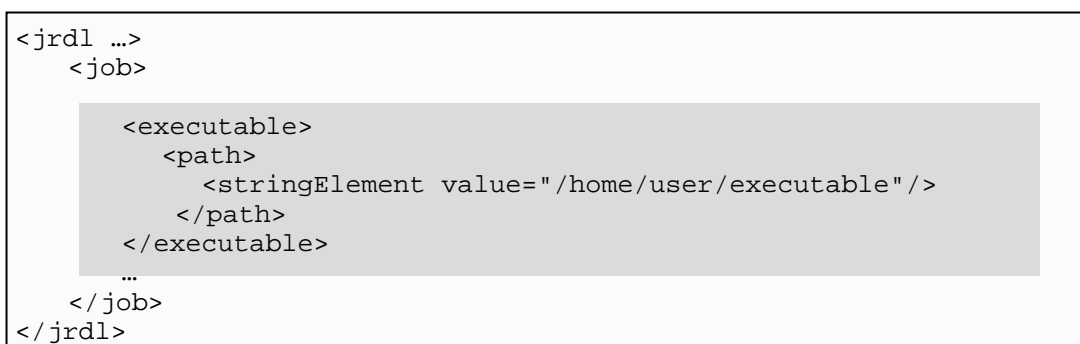 <jrdl …>
<job>
<executable>
<path>
<stringElement value="/home/user/executable"/>
</path>
</executable>
…
</job>
</jrdl>